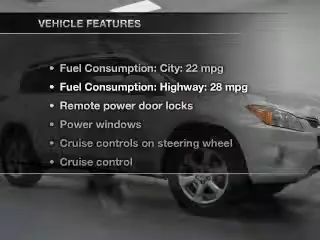 VEHICLE FEATURES
• Fuel Consumption: City: 22 mpg
• Fuel Consumption: Highway: 28 mpg
• Remote power door locks
• Power windows
• Cruise controls on steering wheel
• Cruise control